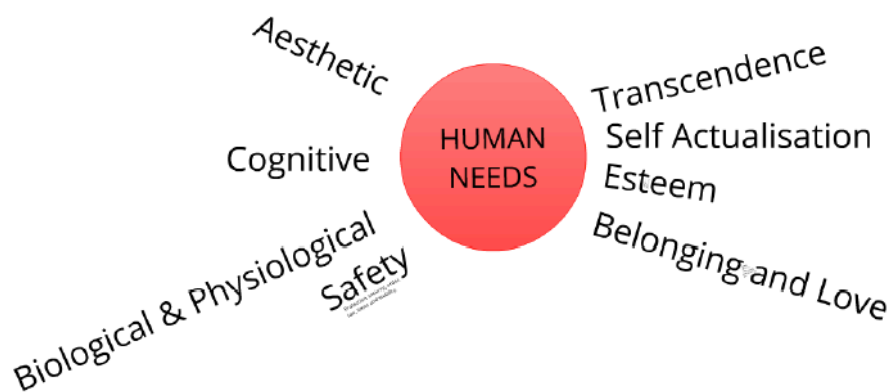 Aesthetic
Cognitive
Biological & Physiological
Safety
HUMAN
NEEDS
Transcendence
Self Actualisation
Esteem
Belonging and Love